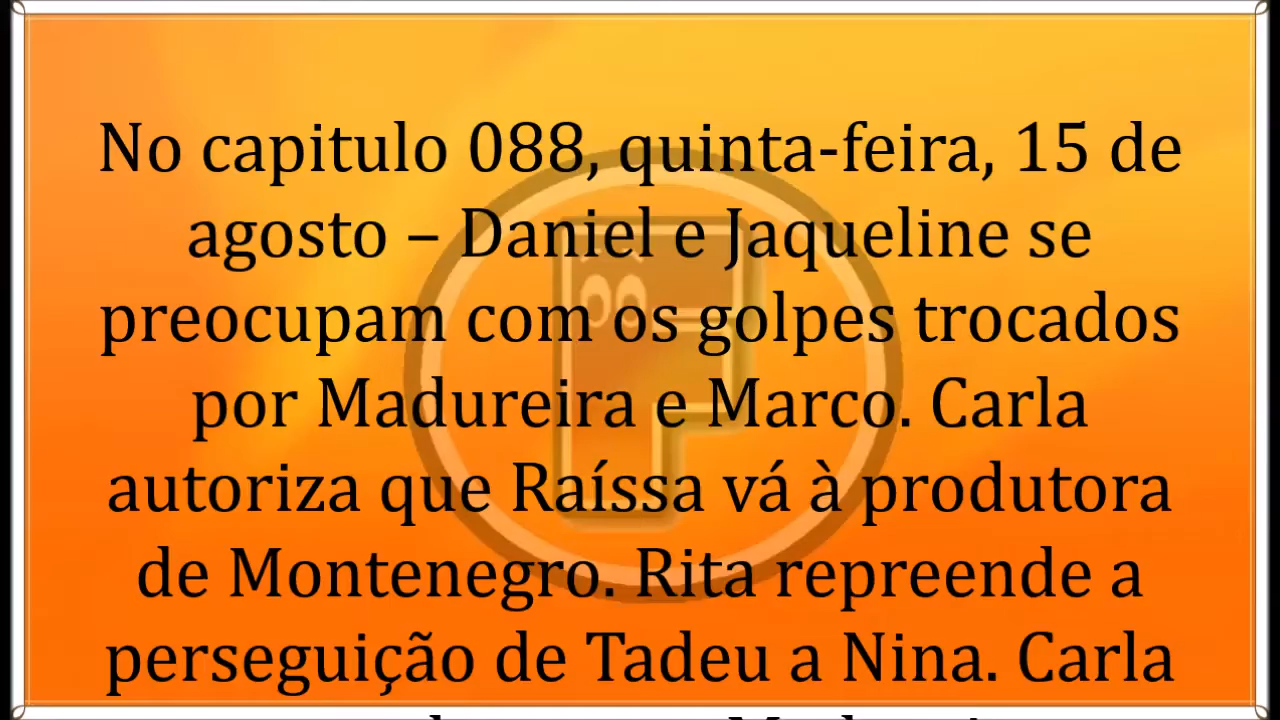 No capitulo 088, quinta-feira, 15 de
agosto – Daniel e Jaqueline se
preocupam com os golpes trocados
por Madureira e Marco. Carla
autoriza que Raíssa vá à produtora
de Montenegro. Rita repreende a
perseguição de Tadeu a Nina. Carla